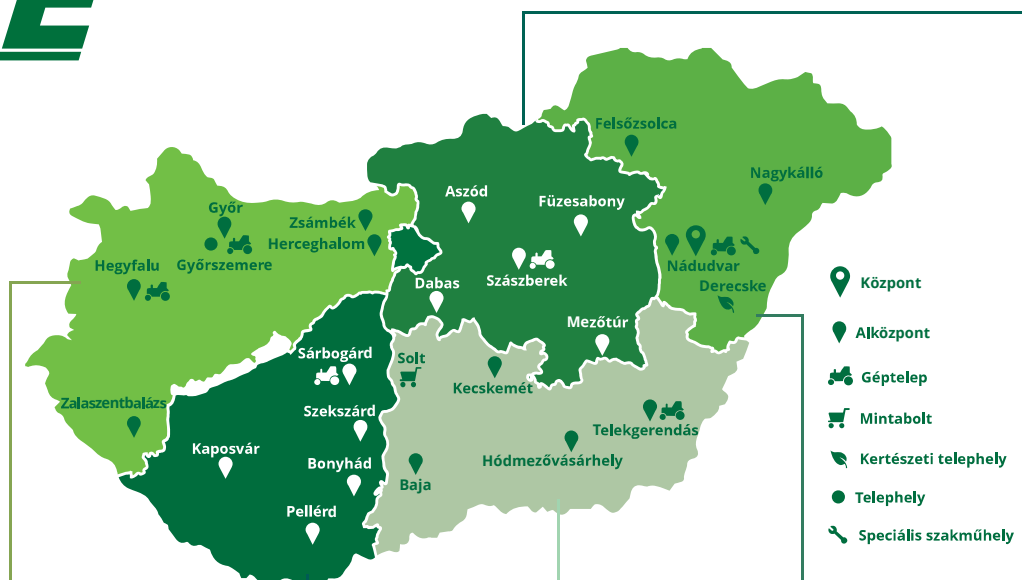 Felsőzsolca
Nagykálló
Aszód
Füzesabony
Győr
Zsámbék
Herceghalom
Győrszemere
Hegyfalu
Nádudvar
Derecske
Szászberek
Dabas
Mezőtúr
Sárbogárd
Solt
Kecskemét
Zalaszentbalázs
Szekszárd
Telekgerendás
Kaposvár
Bonyhád
Hódmezővásárhely
Baja
Pellérd
Központ
Alközpont
Géptelep
Mintabolt
Kertészeti telephely
Telephely
Speciális szakműhely